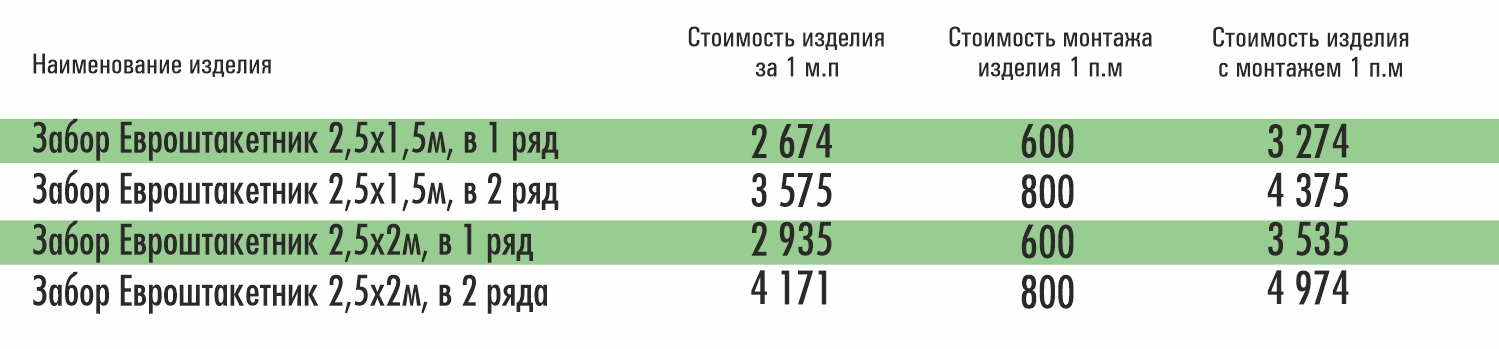 Наименование изделия
Стоимость изделия
за 1 м.п
Стоимость монтажа
изделия 1 п.м
Стоимость изделия
с монтажем 1 п.м
Забор Евроштакетник 2,5х1,5м, в 1 ряд 2 674 600 3 274
Забор Евроштакетник 2,5х1,5м, в 2 ряд 3 575 800 4 375
Забор Евроштакетник 2,5х2м, в 1 ряд 2 935 600 3 535
Забор Евроштакетник 2,5х2м, в 2 ряда 4 171 800 4 974